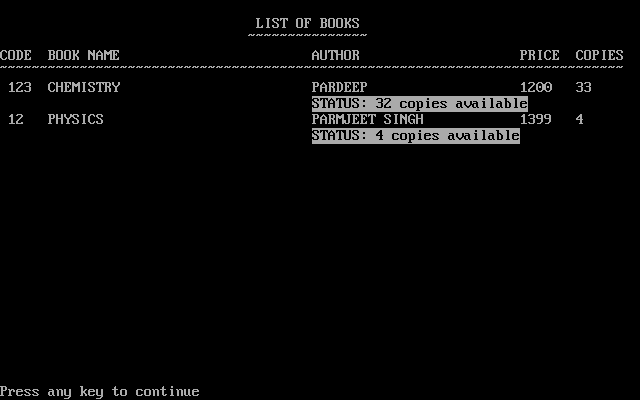 LIST OF BOOKS
~~~~~~~~~~~~~~~
CODE BOOK NAME AUTHOR PRICE COPIES
~~~~~~~~~~~~~~~~~~~~~~~~~~~~~~~~~~~~~~~~~~~~~~~~~~~~~~~~~~~~~~~~~~~~~~~~~~~~~~~~
123 CHEMISTRY PARDEEP 1200 33
STATUS: 32 copies available
12 PHYSICS PARMJEET SINGH 1399 4
STATUS: 4 copies available
Press any key to continue